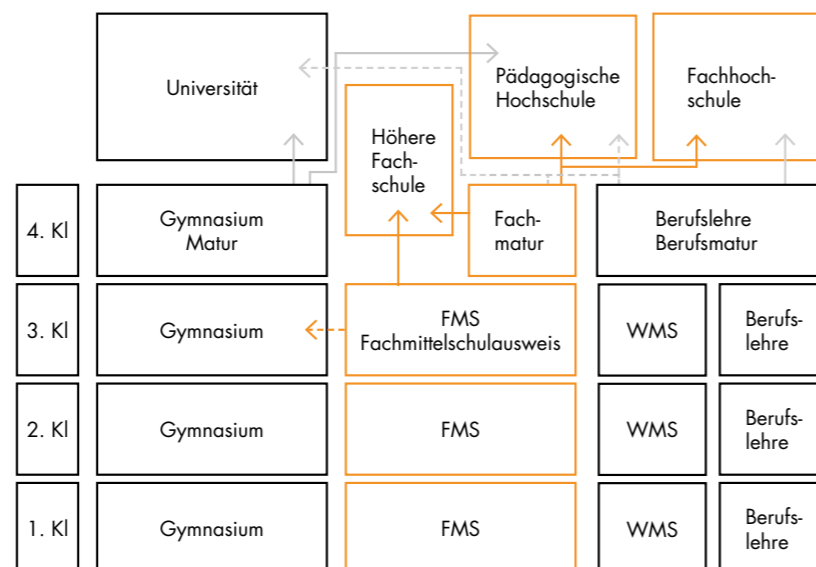 Universität
Pädagogische
Hochschule
Fachhoch-
schule
Höhere
Fach-
schule
4. Kl
Gymnasium
Matur
Fach-
matur
Berufslehre
Berufsmatur
3. Kl
Gymnasium
FMS
Fachmittelschulausweis
WMS
Berufs-
lehre
2. Kl
Gymnasium
FMS
WMS
Berufs-
lehre
1. Kl
Gymnasium
FMS
WMS
Berufs-
lehre